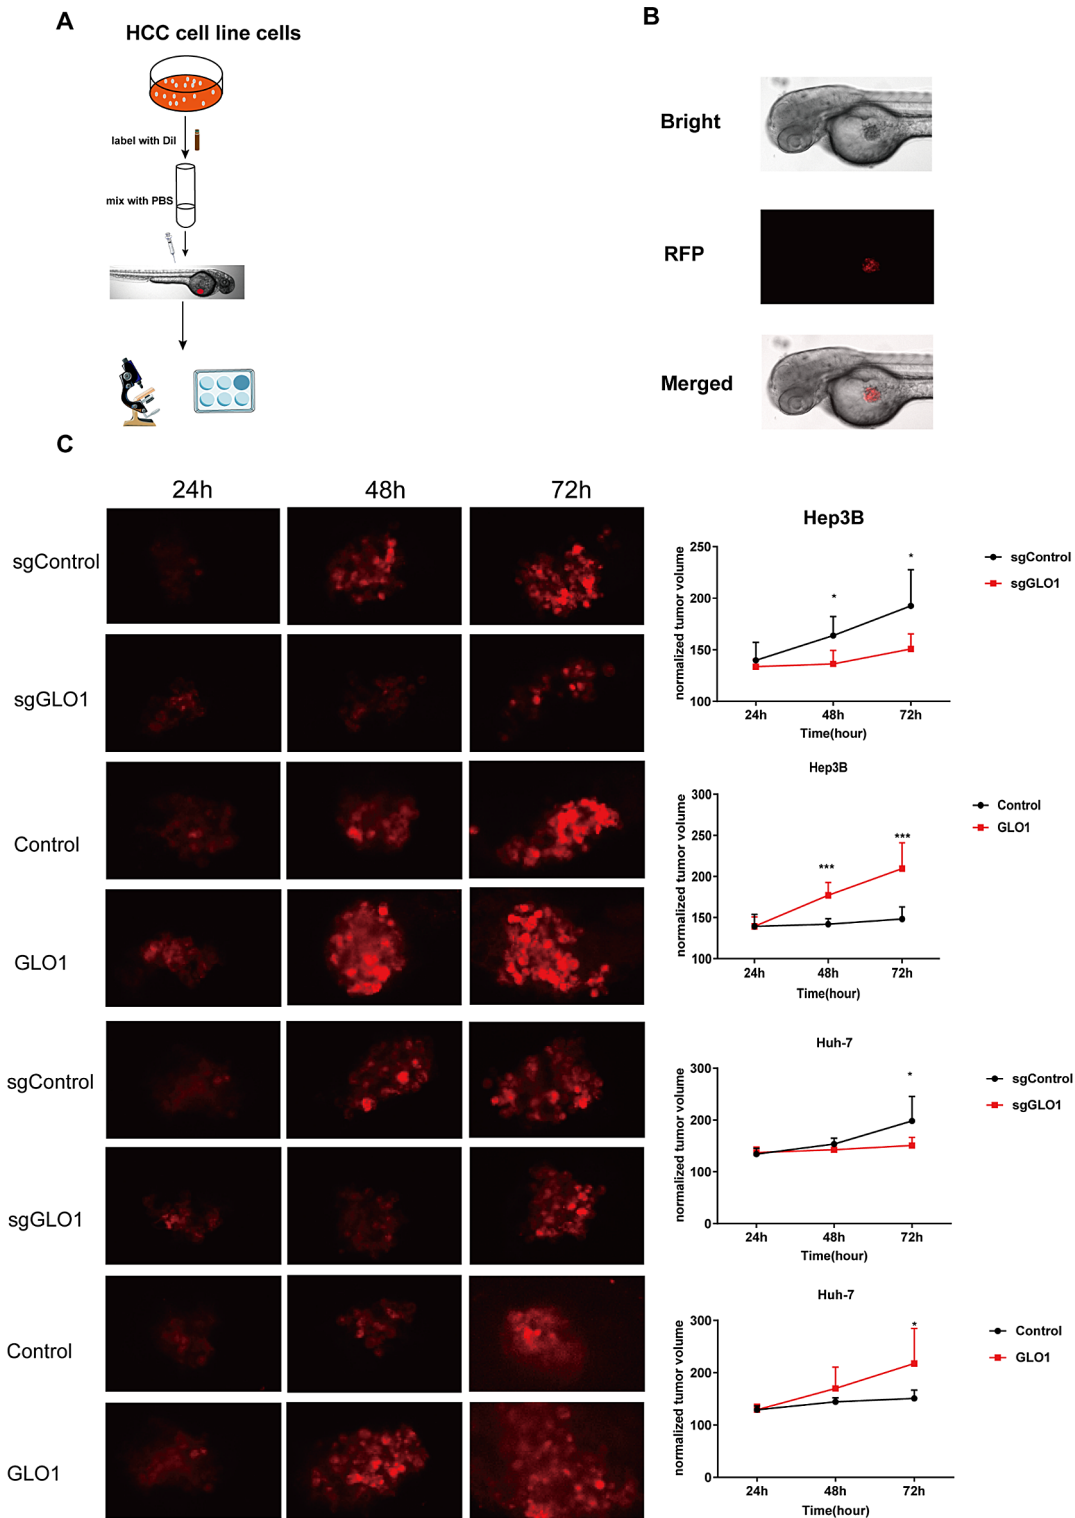 A
HCC cell line cells
label with Dil
mix with PBS
B
Bright
RFP
Merged
C
24h 48h 72h
sgControl
sgGLO1
Control
GLO1
sgControl
sgGLO1
Control
GLO1
Hep3B
normalized tumor volume
250
200
150
100
* *
24h 48h 72h
Time(hour)
sgControl
sgGLO1
Hep3B
normalized tumor volume
300
250
200
150
100
*** ***
24h 48h 72h
Time(hour)
Control
GLO1
Huh-7
normalized tumor volume
300
200
100
0
*
24h 48h 72h
Time(hour)
sgControl
sgGLO1
Huh-7
normalized tumor volume
300
200
100
0
*
24h 48h 72h
Time(hour)
Control
GLO1